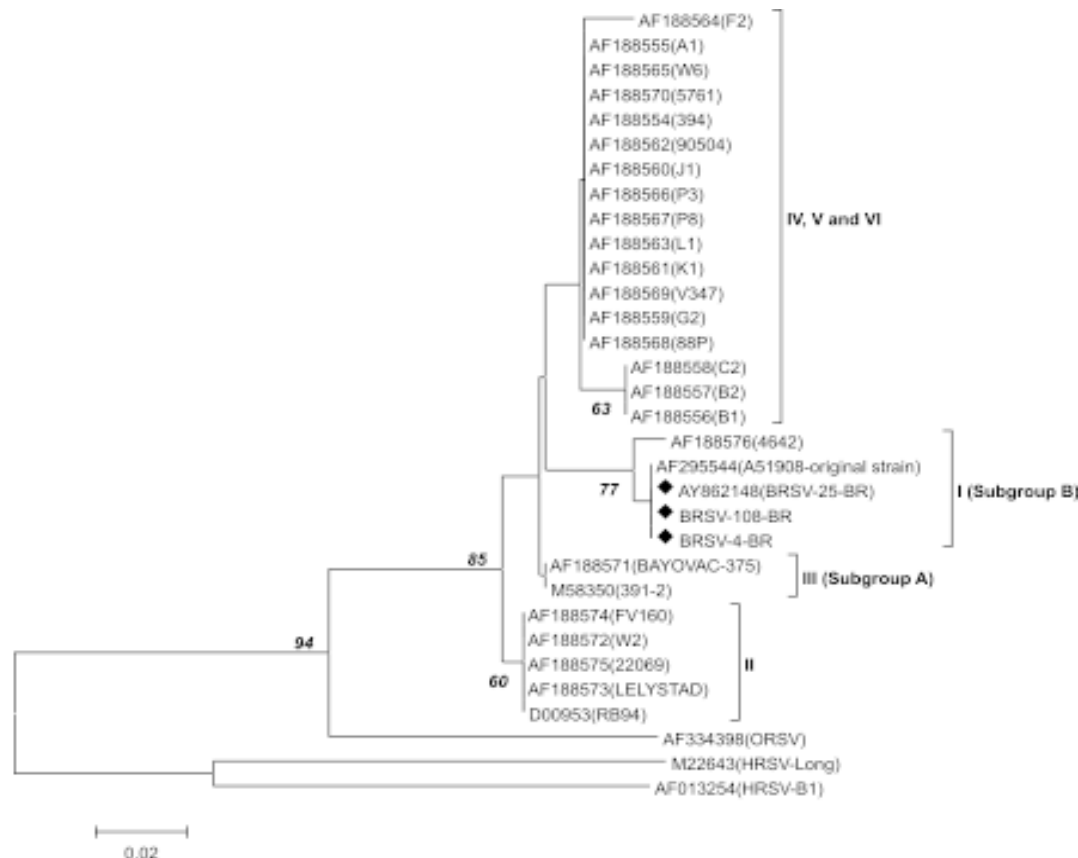 AF188564(F2)
AF188555(A1)
AF188565(W6)
AF188570(5761)
AF188554(394)
AF188562(90504)
AF188560(J1)
AF188566(P3)
AF188567(P8)
IV, V and VI
AF188563(L1)
AF188561(K1)
AF188569(V347)
AF188559(G2)
AF188568(88P)
AF188558(C2)
AF188557(B2)
63
AF188556(B1)
AF188576(4642)
AF295544(A51908-original strain)
77
AY862148(BRSV-25-BR)
I (Subgroup B)
BRSV-108-BR
BRSV-4-BR
85
AF188571(BAYOVAC-375)
III (Subgroup A)
M58350(391-2)
AF188574(FV160)
94
AF188572(W2)
AF188575(22069)
II
60
AF188573(LELYSTAD)
D00953(RB94)
AF334398(ORSV)
M22643(HRSV-Long)
AF013254(HRSV-B1)
0.02